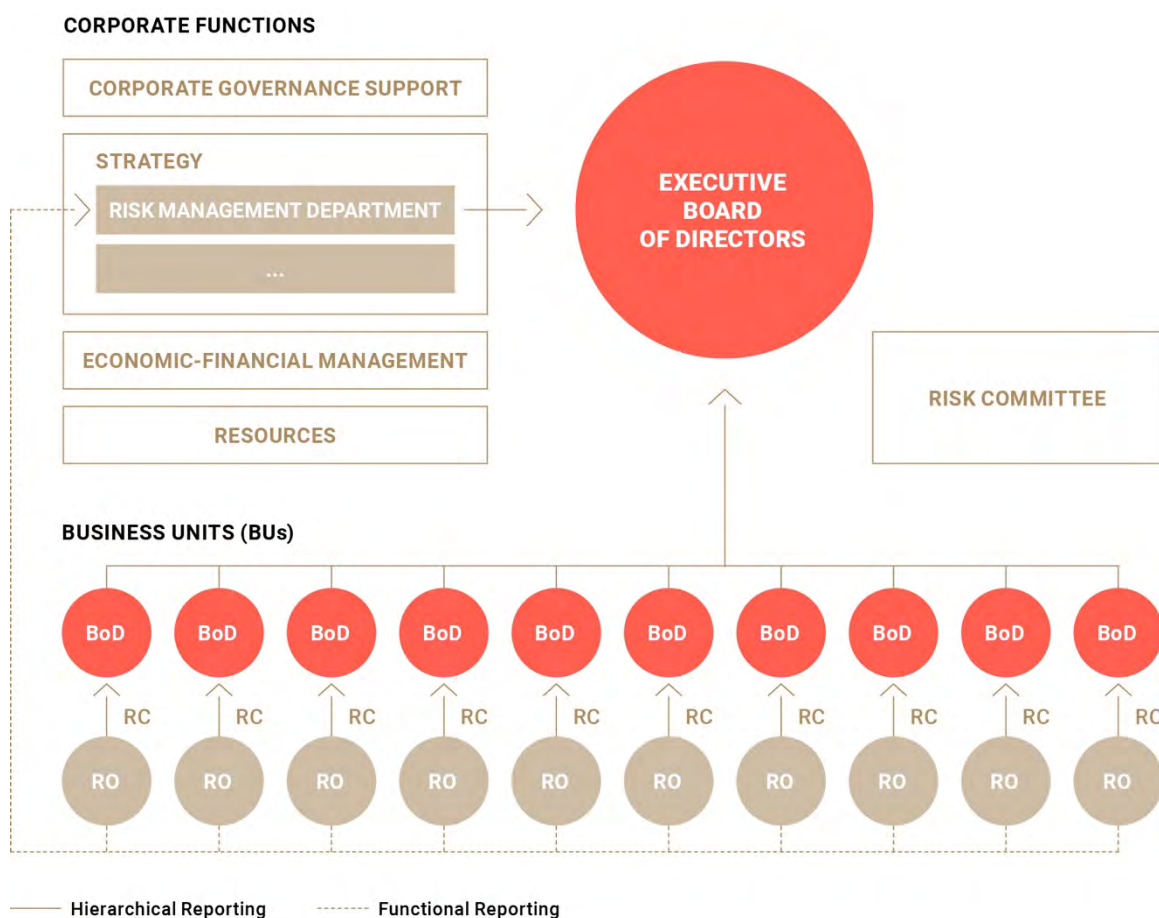 CORPORATE FUNCTIONS
CORPORATE GOVERNANCE SUPPORT
STRATEGY
RISK MANAGEMENT DEPARTMENT
...
ECONOMIC-FINANCIAL MANAGEMENT
RESOURCES
EXECUTIVE
BOARD
OF DIRECTORS
RISK COMMITTEE
BUSINESS UNITS (BUs)
BoD BoD BoD BoD BoD BoD BoD BoD BoD BoD
RC RC RC RC RC RC RC RC RC RC
RO RO RO RO RO RO RO RO RO RO
Hierarchical Reporting Functional Reporting